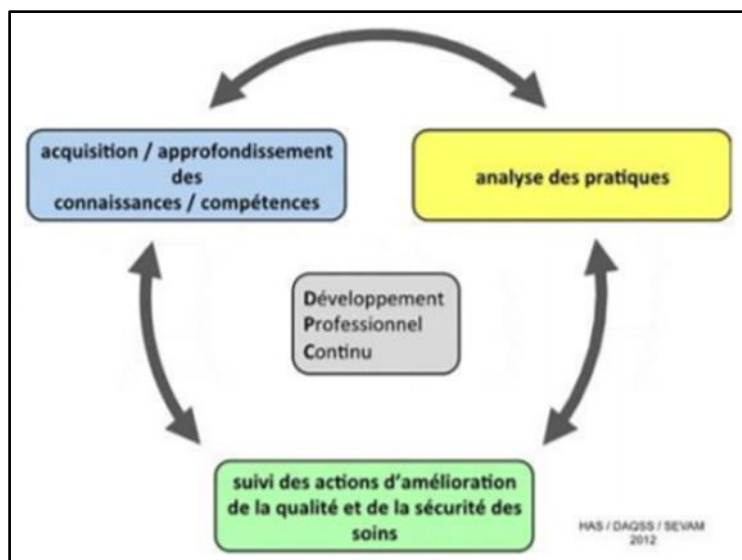 acquisition / approfondissement
des
connaissances / compétences
analyse des pratiques
Développement
Professionnel
Continu
suivi des actions d'amélioration
de la qualité et de la sécurité des
soins
HAS / DAQSS / SEVAM
2012